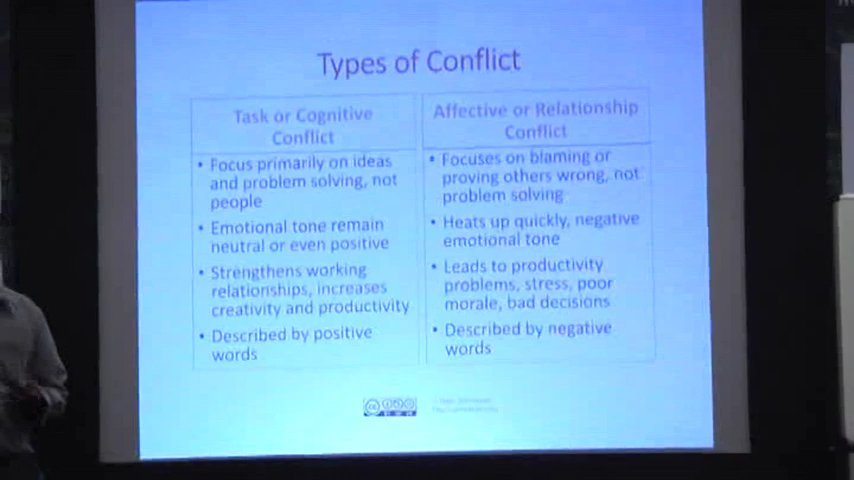 Types of Conflict
Task or Cognitive
Conflict
• Focus primarily on ideas
and problem solving, not
people
• Emotional tone remain
neutral or even positive
• Strengthens working
relationships, increases
creativity and productivity
• Described by positive
words
Affective or Relationship
Conflict
• Focuses on blaming or
proving others wrong, not
problem solving
• Heats up quickly, negative
emotional tone
• Leads to productivity
problems, stress, poor
morale, bad decisions
• Described by negative
words
cc